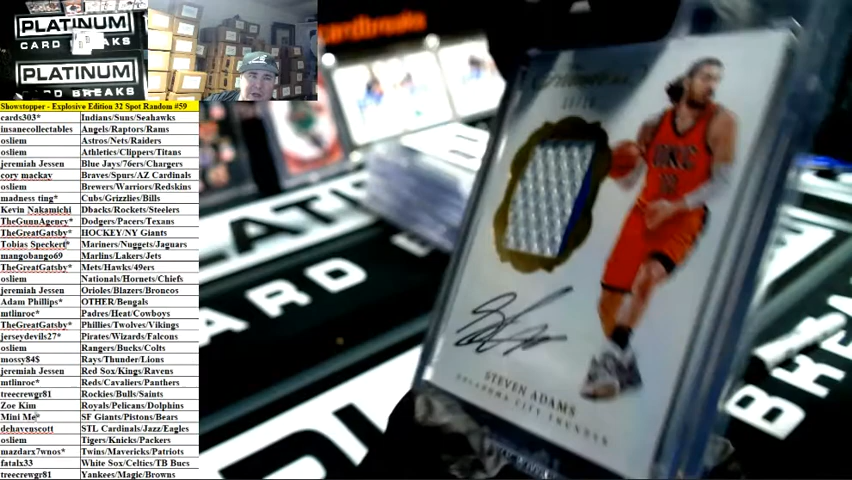 PLATINUM
CARD BREAKS
PLATINUM
CARD BREAKS
Showstopper - Explosive Edition 32 Spot Random #59
cards303* Indians/Suns/Seahawks
insanecollectables Angels/Raptors/Rams
osliem Astros/Nets/Raiders
osliem Athletics/Clippers/Titans
jeremiah Jessen Blue Jays/76ers/Chargers
cory mackay Braves/Spurs/AZ Cardinals
osliem Brewers/Warriors/Redskins
madness ting* Cubs/Grizzlies/Bills
Kevin Nakamichi Dbacks/Rockets/Steelers
TheGunnAgency* Dodgers/Pacers/Texans
TheGreatGatsby* HOCKEY/NY Giants
Tobias Speckert* Mariners/Nuggets/Jaguars
mangobango69 Marlins/Lakers/Jets
TheGreatGatsby* Mets/Hawks/49ers
osliem Nationals/Hornets/Chiefs
jeremiah Jessen Orioles/Blazers/Broncos
Adam Phillips* OTHER/Bengals
mtlinroc* Padres/Heat/Cowboys
TheGreatGatsby* Phillies/Twolves/Vikings
jerseydevils27* Pirates/Wizards/Falcons
osliem Rangers/Bucks/Colts
mossy84$ Rays/Thunder/Lions
jeremiah Jessen Red Sox/Kings/Ravens
mtlinroc* Reds/Cavaliers/Panthers
treecrewgr81 Rockies/Bulls/Saints
Zoe Kim Royals/Pelicans/Dolphins
Mini Me* SF Giants/Pistons/Bears
dehavenscott STL Cardinals/Jazz/Eagles
osliem Tigers/Knicks/Packers
mazdarx7wnos* Twins/Mavericks/Patriots
fatalx33 White Sox/Celtics/TB Bucs
treecrewgr81 Yankees/Magic/Browns
CardBreaks
OKC
STEVEN ADAMS
OKLAHOMA CITY THUNDER
CARD
BREA